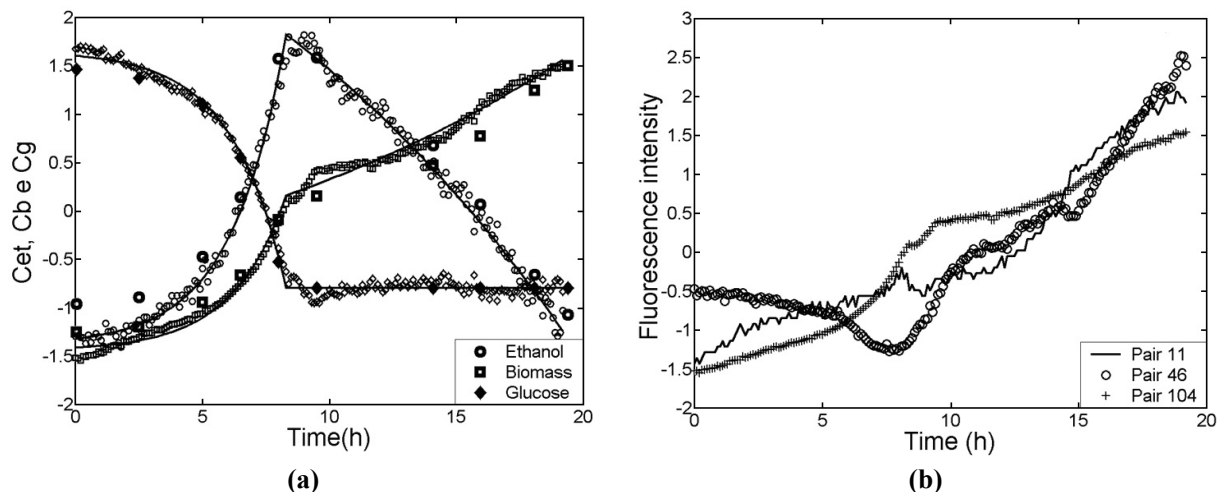 2
1.5
1
0.5
0
-0.5
-1
-1.5
-2
Cet, Cb e Cg
0 5 10 15 20
Time(h)
Ethanol
Biomass
Glucose
(a)
3
2.5
2
1.5
1
0.5
0
-0.5
-1
-1.5
-2
Fluorescence intensity
0 5 10 15 20
Time (h)
Pair 11
Pair 46
Pair 104
(b)